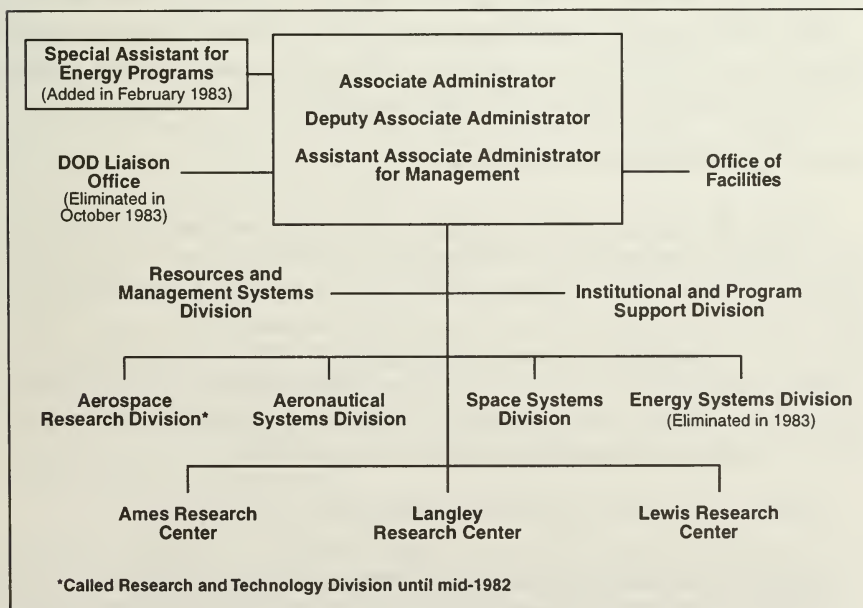 Special Assistant for
Energy Programs
(Added in February 1983)
Associate Administrator
Deputy Associate Administrator
Assistant Associate Administrator
for Management
DOD Liaison
Office
(Eliminated in
October 1983)
Office of
Facilities
Resources and
Management Systems
Division
Institutional and Program
Support Division
Aerospace
Research Division*
Aeronautical
Systems Division
Space Systems
Division
Energy Systems Division
(Eliminated in 1983)
Ames Research
Center
Langley
Research Center
Lewis Research
Center
*Called Research and Technology Division until mid-1982